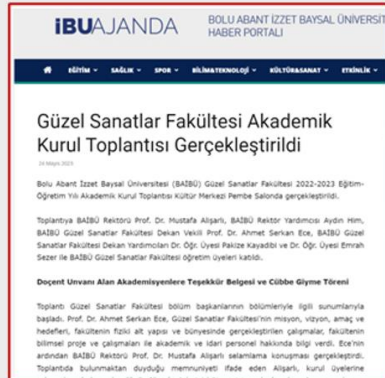 iBUAJANDA
BOLU ABANT İZZET BAYSAL ÜNİVERSİT
HABER PORTALI
EĞİTİM SAĞLIK SPOR BİLİM&TEKNOLOJİ KÜLTÜR&SANAT ETKİNLİK
Güzel Sanatlar Fakültesi Akademik
Kurul Toplantısı Gerçekleştirildi
26 Mayıs 2023
Bolu Abant İzzet Baysal Üniversitesi (BAİBÜ) Güzel Sanatlar Fakültesi 2022-2023 Eğitim-
Öğretim Yılı Akademik Kurul Toplantısı Kültür Merkezi Pembe Salonda gerçekleştirildi.
Toplantıya BAİBÜ Rektörü Prof. Dr. Mustafa Alişarlı, BAİBÜ Rektör Yardımcısı Aydın Him,
BAİBÜ Güzel Sanatlar Fakültesi Dekan Vekili Prof. Dr. Ahmet Serkan Ece, BAİBÜ Güzel
Sanatlar Fakültesi Dekan Yardımcıları Dr. Öğr. Üyesi Pakize Kayadibi ve Dr. Öğr. Üyesi Emrah
Sezer ile BAİBÜ Güzel Sanatlar Fakültesi öğretim üyeleri katıldı.
Doçent Unvanı Alan Akademisyenlere Teşekkür Belgesi ve Cübbe Giyme Töreni
Toplantı Güzel Sanatlar Fakültesi bölüm başkanlarının bölümleriyle ilgili sunumlarıyla
başladı. Prof. Dr. Ahmet Serkan Ece, Güzel Sanatlar Fakültesi'nin misyon, vizyon, amaç ve
hedefleri, fakültenin fiziki alt yapısı ve bünyesinde gerçekleştirilen çalışmalar, fakültenin
bilimsel proje ve çalışmaları ile akademik ve idari personel hakkında bilgi verdi. Ece'nin
ardından BAİBÜ Rektörü Prof. Dr. Mustafa Alişarlı selamlama konuşması gerçekleştirdi.
Toplantıda bulunmaktan duyduğu memnuniyeti ifade eden Alişarlı, kurul üyelerine